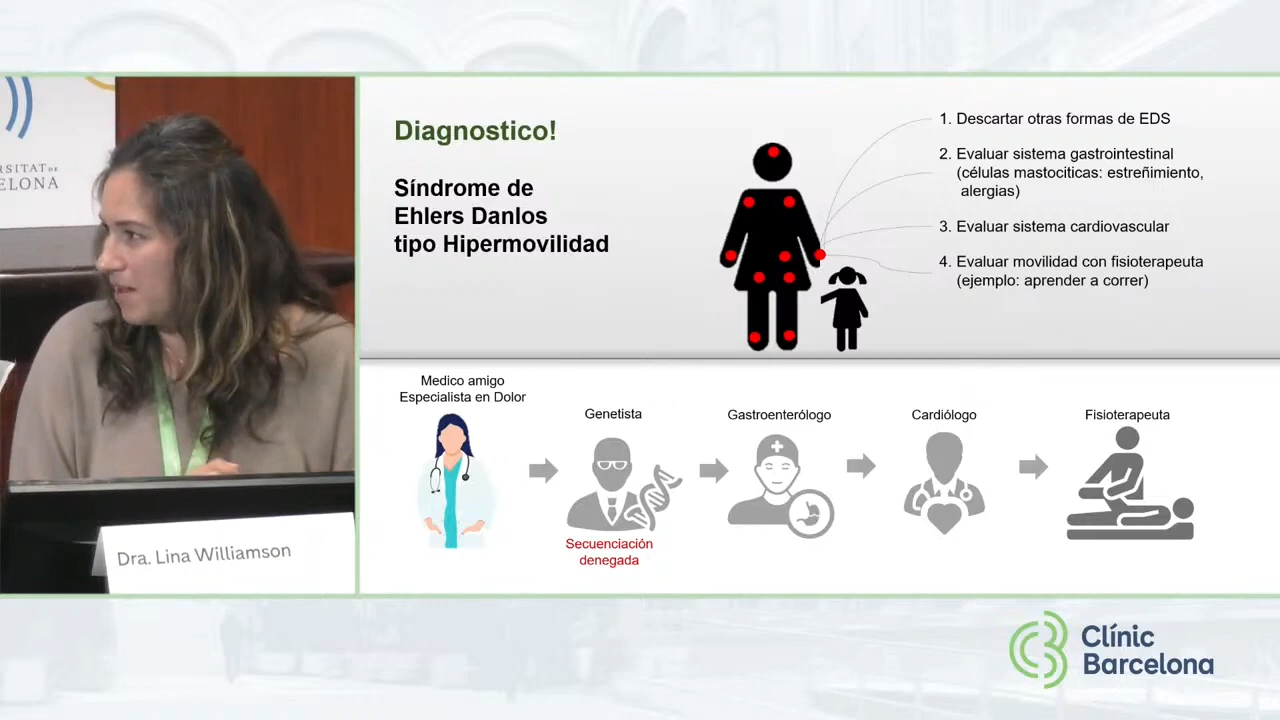 RSITAT DE
ELONA
Dra. Lina Williamson
Diagnostico!
Síndrome de
Ehlers Danlos
tipo Hipermovilidad
1. Descartar otras formas de EDS
2. Evaluar sistema gastrointestinal
(células mastociticas: estreñimiento,
alergias)
3. Evaluar sistema cardiovascular
4. Evaluar movilidad con fisioterapeuta
(ejemplo: aprender a correr)
Medico amigo
Especialista en Dolor
Genetista
Secuenciación
denegada
Gastroenterólogo
Cardiólogo
Fisioterapeuta
Clínic
Barcelona